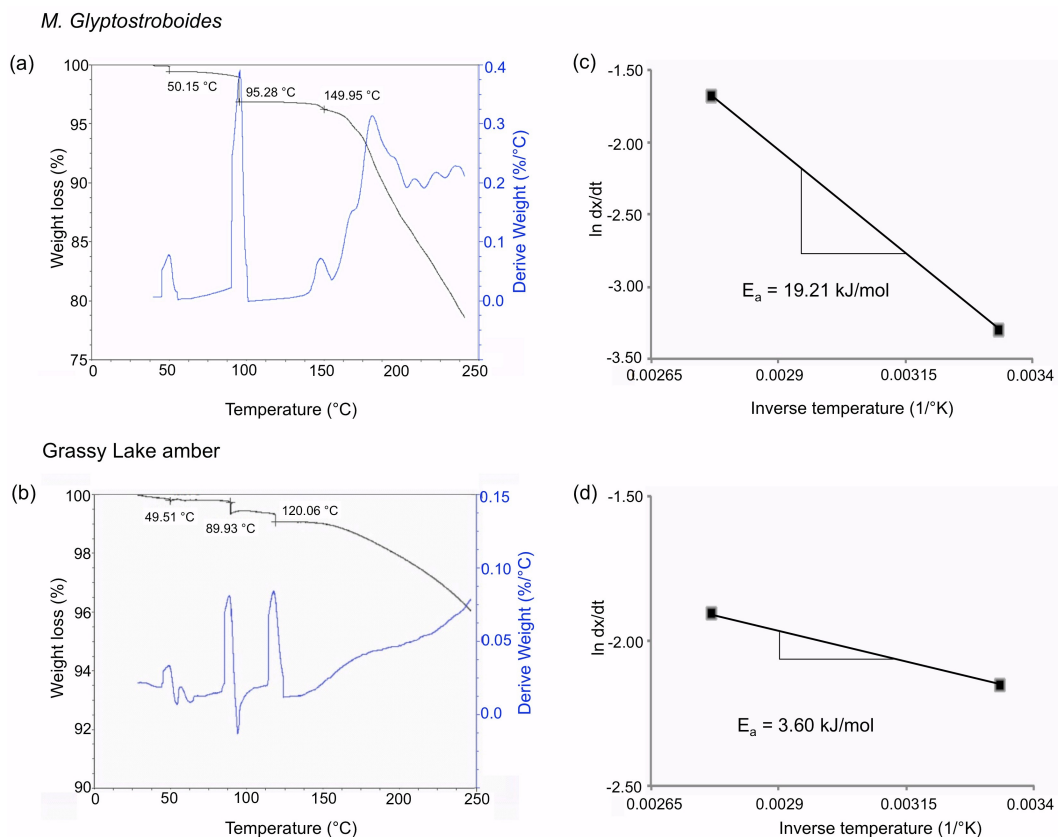 M. Glyptostroboides
(a)
100
95
90
85
80
75
Weight loss (%)
50.15 °C
95.28 °C
149.95 °C
0.4
0.3
0.2
0.1
0.0
Derive Weight (%/°C)
0
50
100
150
200
250
Temperature (°C)
(c)
-1.50
-2.00
-2.50
-3.00
-3.50
ln dx/dt
Ea = 19.21 kJ/mol
0.00265
0.0029
0.00315
0.0034
Inverse temperature (1/°K)
Grassy Lake amber
(b)
100
98
96
94
92
90
Weight loss (%)
49.51 °C
89.93 °C
120.06 °C
0.15
0.10
0.05
0.0
Derive Weight (%/°C)
0
50
100
150
200
250
Temperature (°C)
(d)
-1.50
-2.00
-2.50
ln dx/dt
Ea = 3.60 kJ/mol
0.00265
0.0029
0.00315
0.0034
Inverse temperature (1/°K)